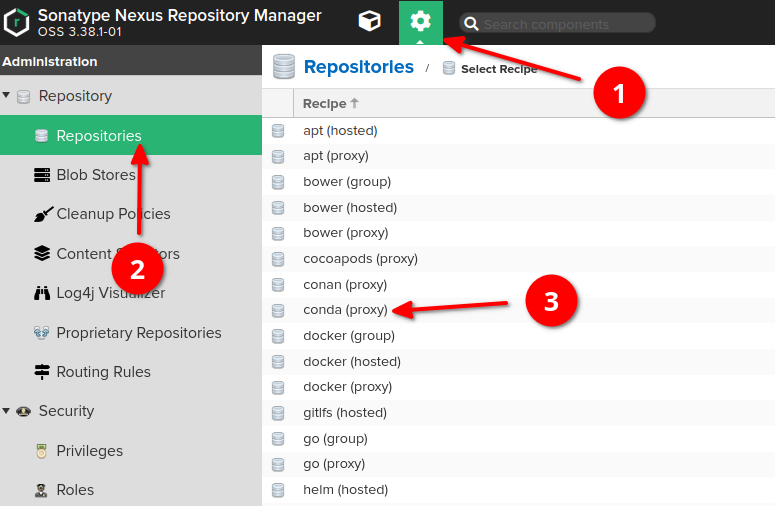 Sonatype Nexus Repository Manager
OSS 3.38.1-01
Search components
Administration
Repository
Repositories
Blob Stores
Cleanup Policies
Content
Log4j Visualizer
Proprietary Repositories
Routing Rules
Security
Privileges
Roles
Repositories / Select Recipe
Recipe
apt (hosted)
apt (proxy)
bower (group)
bower (hosted)
bower (proxy)
cocoapods (proxy)
conan (proxy)
conda (proxy)
docker (group)
docker (hosted)
docker (proxy)
gitlfs (hosted)
go (group)
go (proxy)
helm (hosted)
1
2
3